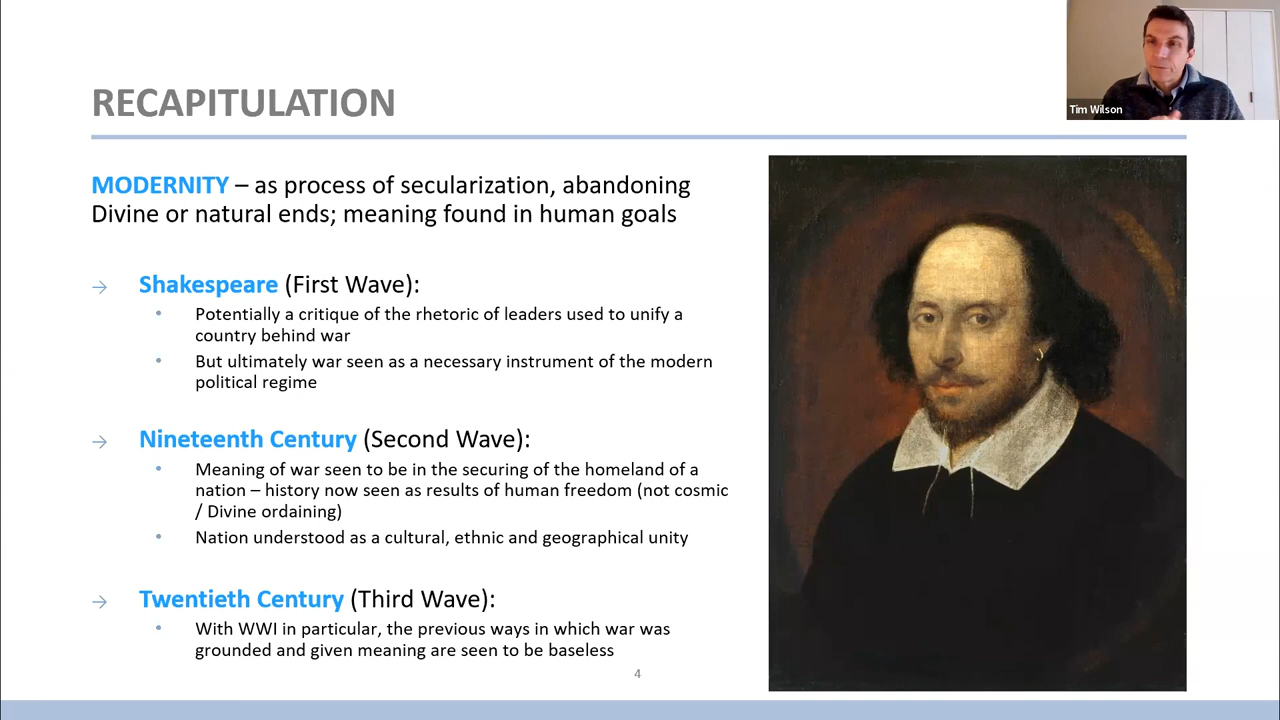 Tim Wilson
RECAPITULATION
MODERNITY – as process of secularization, abandoning
Divine or natural ends; meaning found in human goals
→ Shakespeare (First Wave):
• Potentially a critique of the rhetoric of leaders used to unify a
country behind war
• But ultimately war seen as a necessary instrument of the modern
political regime
→ Nineteenth Century (Second Wave):
• Meaning of war seen to be in the securing of the homeland of a
nation – history now seen as results of human freedom (not cosmic
/ Divine ordaining)
• Nation understood as a cultural, ethnic and geographical unity
→ Twentieth Century (Third Wave):
• With WWI in particular, the previous ways in which war was
grounded and given meaning are seen to be baseless
4